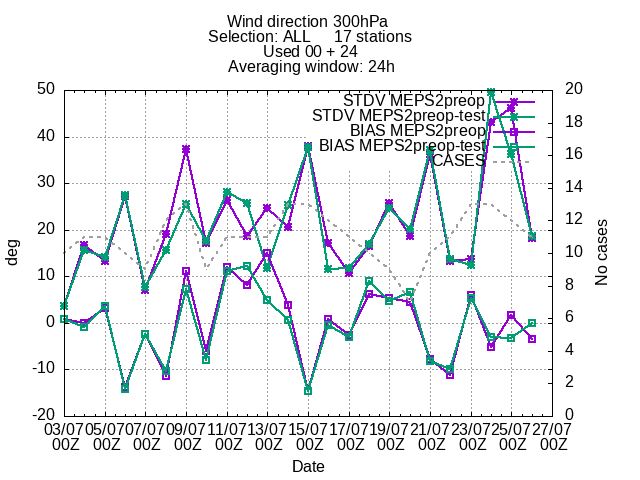 Wind direction 300hPa
Selection: ALL 17 stations
Used 00 + 24
Averaging window: 24h
STDV MEPS2preop
STDV MEPS2preop-test
BIAS MEPS2preop
BIAS MEPS2preop-test
CASES
50
40
30
20
10
0
-10
-20
deg
20
18
16
14
12
10
8
6
4
2
0
No cases
03/07 05/07 07/07 09/07 11/07 13/07 15/07 17/07 19/07 21/07 23/07 25/07 27/07
00Z 00Z 00Z 00Z 00Z 00Z 00Z 00Z 00Z 00Z 00Z 00Z 00Z
Date